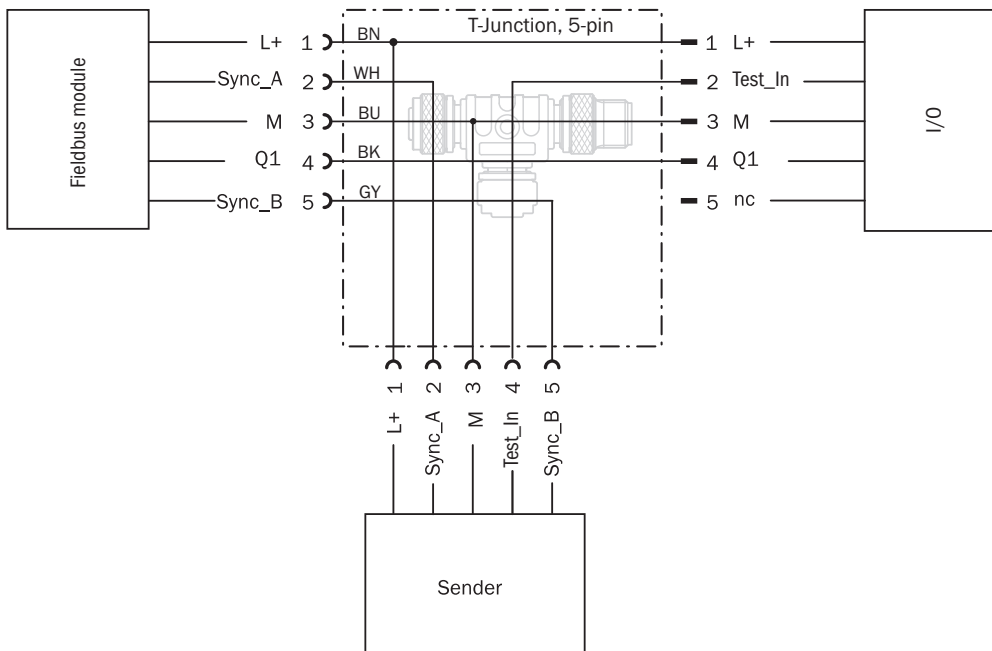 T-Junction, 5-pin
Fieldbus module
L+ 1 BN
Sync_A 2 WH
M 3 BU
Q1 4 BK
Sync_B 5 GY
1 L+
2 Test_In
3 M
4 Q1
5 nc
I/0
1 L+
2 Sync_A
3 M
4 Test_In
5 Sync_B
Sender